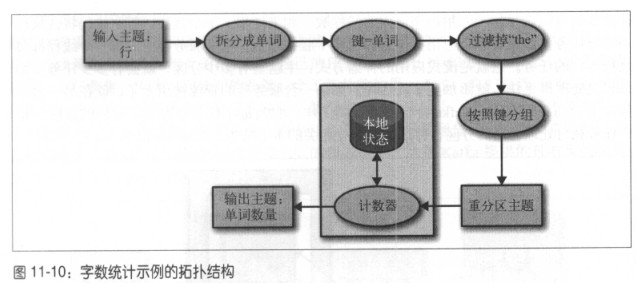 输入主题：
行
拆分成单词
键=单词
过滤掉“the”
按照键分组
本地
状态
输出主题：
单词数量
计数器
重分区主题
图 11-10：字数统计示例的拓扑结构